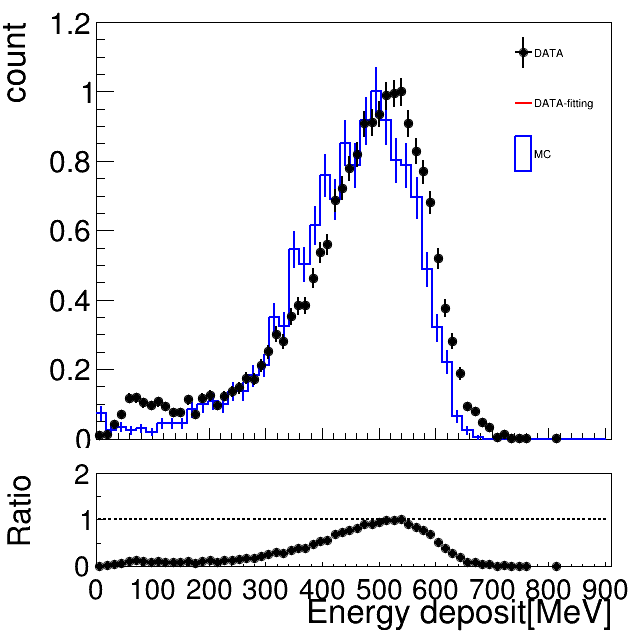 1.2
1
0.8
0.6
0.4
0.2
0
count
DATA
DATA-fitting
MC
2
1
0
Ratio
0 100 200 300 400 500 600 700 800 900
Energy deposit[MeV]